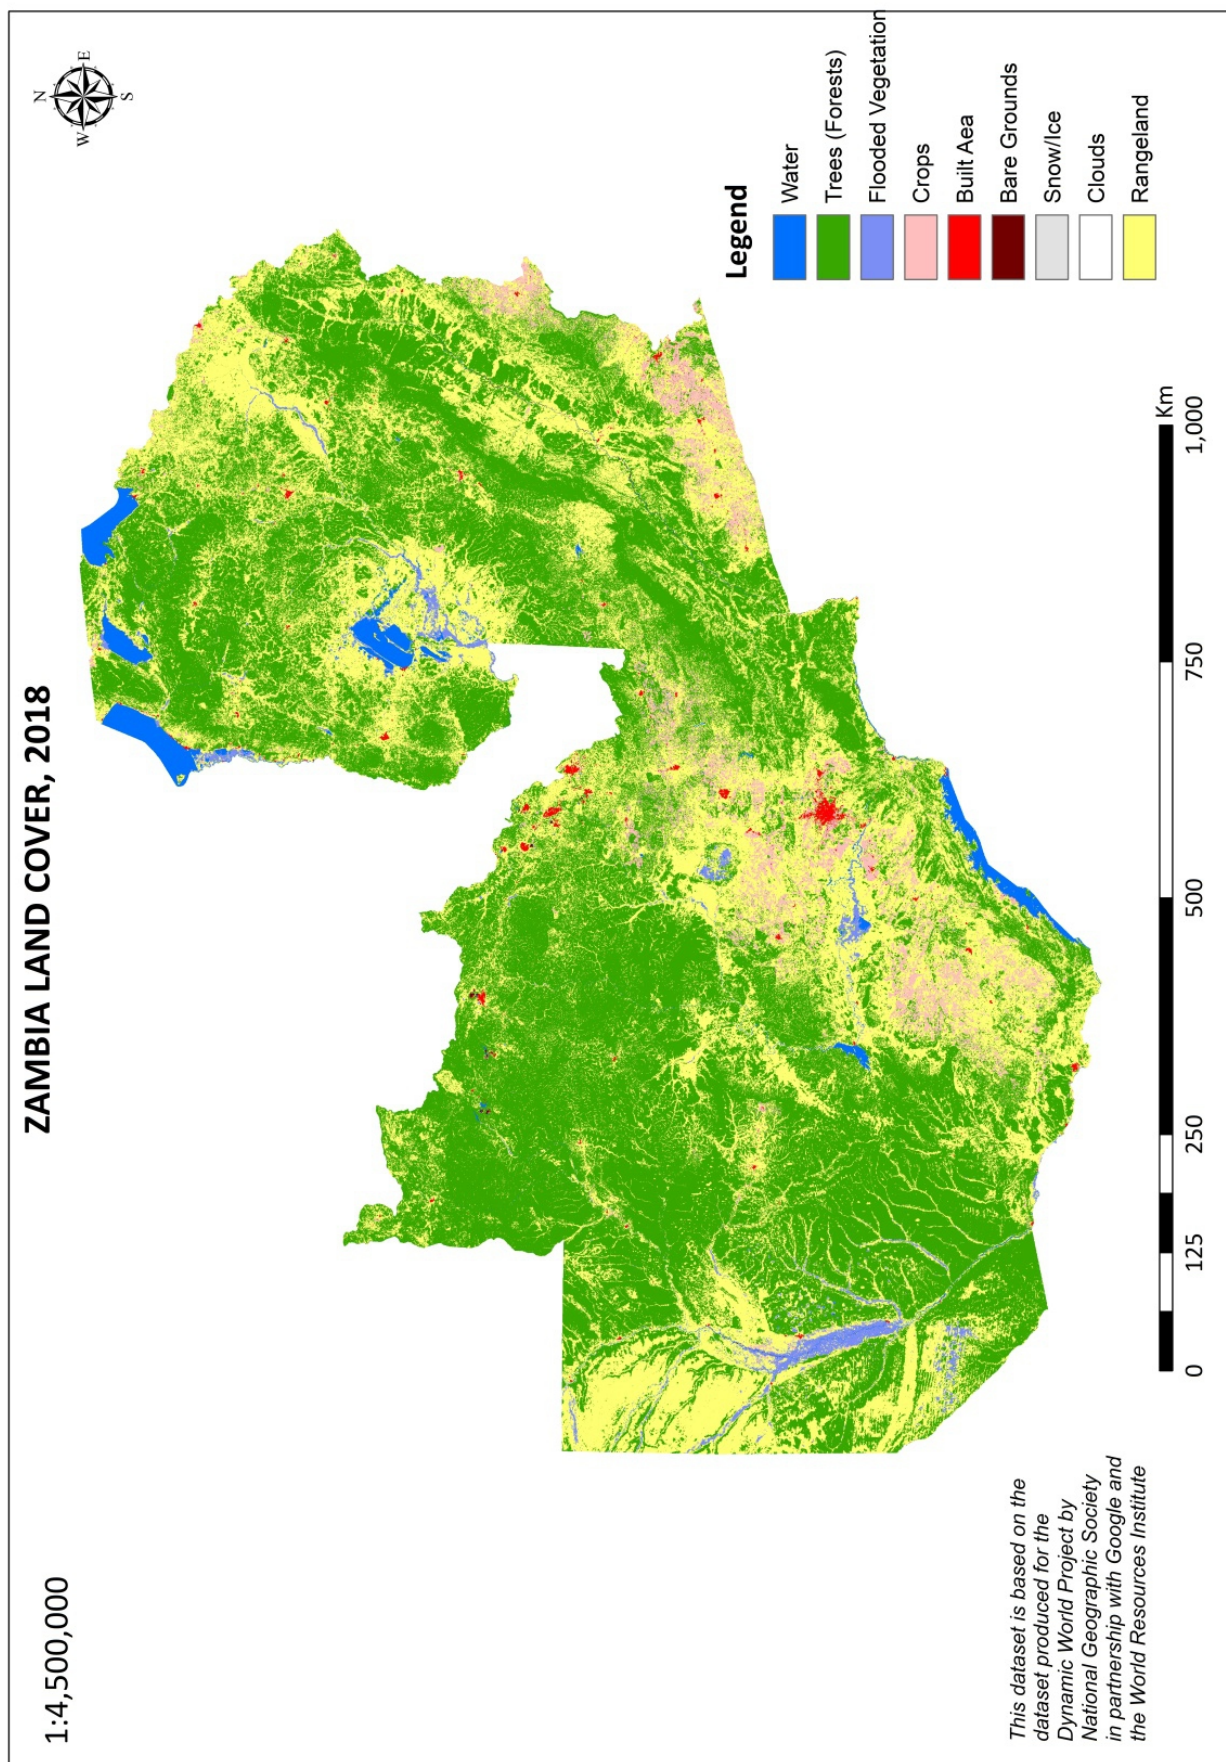 ZAMBIA LAND COVER, 2018
1:4,500,000
N
W
E
S
Legend
Water
Trees (Forests)
Flooded Vegetation
Crops
Built Aea
Bare Grounds
Snow/Ice
Clouds
Rangeland
This dataset is based on the
dataset produced for the
Dynamic World Project by
National Geographic Society
in partnership with Google and
the World Resources Institute
Km
0
125
250
500
750
1,000